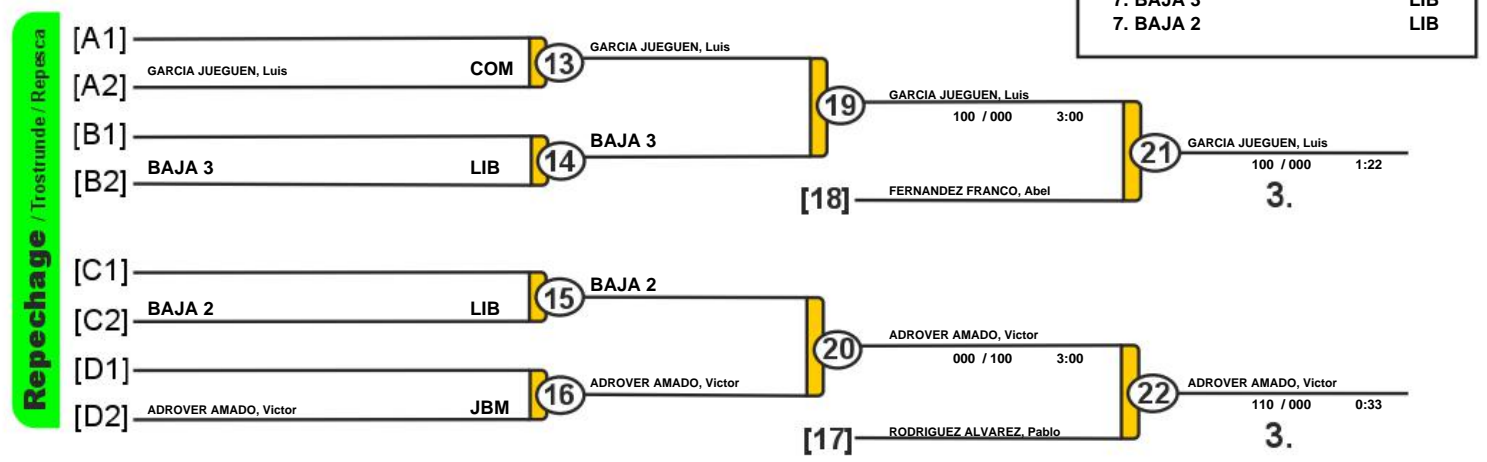 7. BAJA 3 LIB
7. BAJA 2 LIB
Repechage / Trostrunde / Repesca
[A1]
GARCIA JUEGUEN, Luis COM
[A2]
13
GARCIA JUEGUEN, Luis
[B1]
BAJA 3 LIB
[B2]
14
BAJA 3
19
GARCIA JUEGUEN, Luis
100 / 000 3:00
[18]
FERNANDEZ FRANCO, Abel
21
GARCIA JUEGUEN, Luis
100 / 000 1:22
3.
[C1]
BAJA 2 LIB
[C2]
15
BAJA 2
[D1]
ADROVER AMADO, Victor JBM
[D2]
16
ADROVER AMADO, Victor
20
ADROVER AMADO, Victor
000 / 100 3:00
[17]
RODRIGUEZ ALVAREZ, Pablo
22
ADROVER AMADO, Victor
110 / 000 0:33
3.